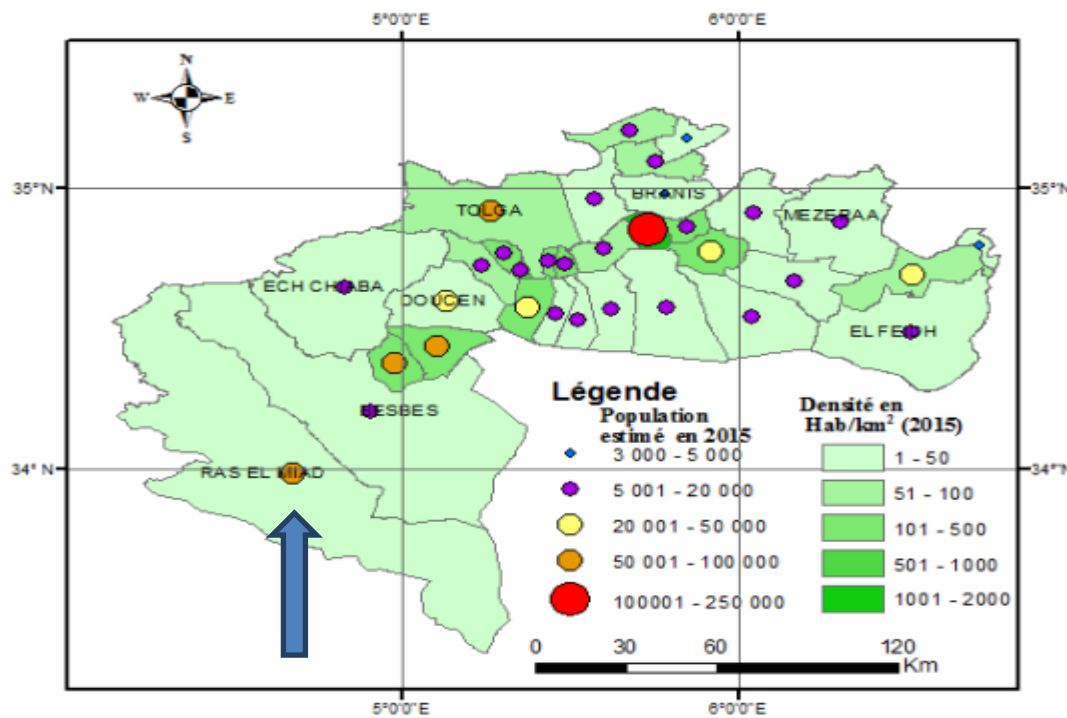 5°0'0"E 6°0'0"E
N
W E
S
35°N 35°N
BRANIS
TOLGA
MEZERAA
ECH CHAIBA
DOUCEN
EL FEIDH
BESBES
RAS EL MIAD
34°N 34°N
Légende
Population
estimé en 2015
3 000 - 5 000
5 001 - 20 000
20 001 - 50 000
50 001 - 100 000
100001 - 250 000
Densité en
Hab/km² (2015)
1 - 50
51 - 100
101 - 500
501 - 1000
1001 - 2000
0 30 60 120
Km
5°0'0"E 6°0'0"E